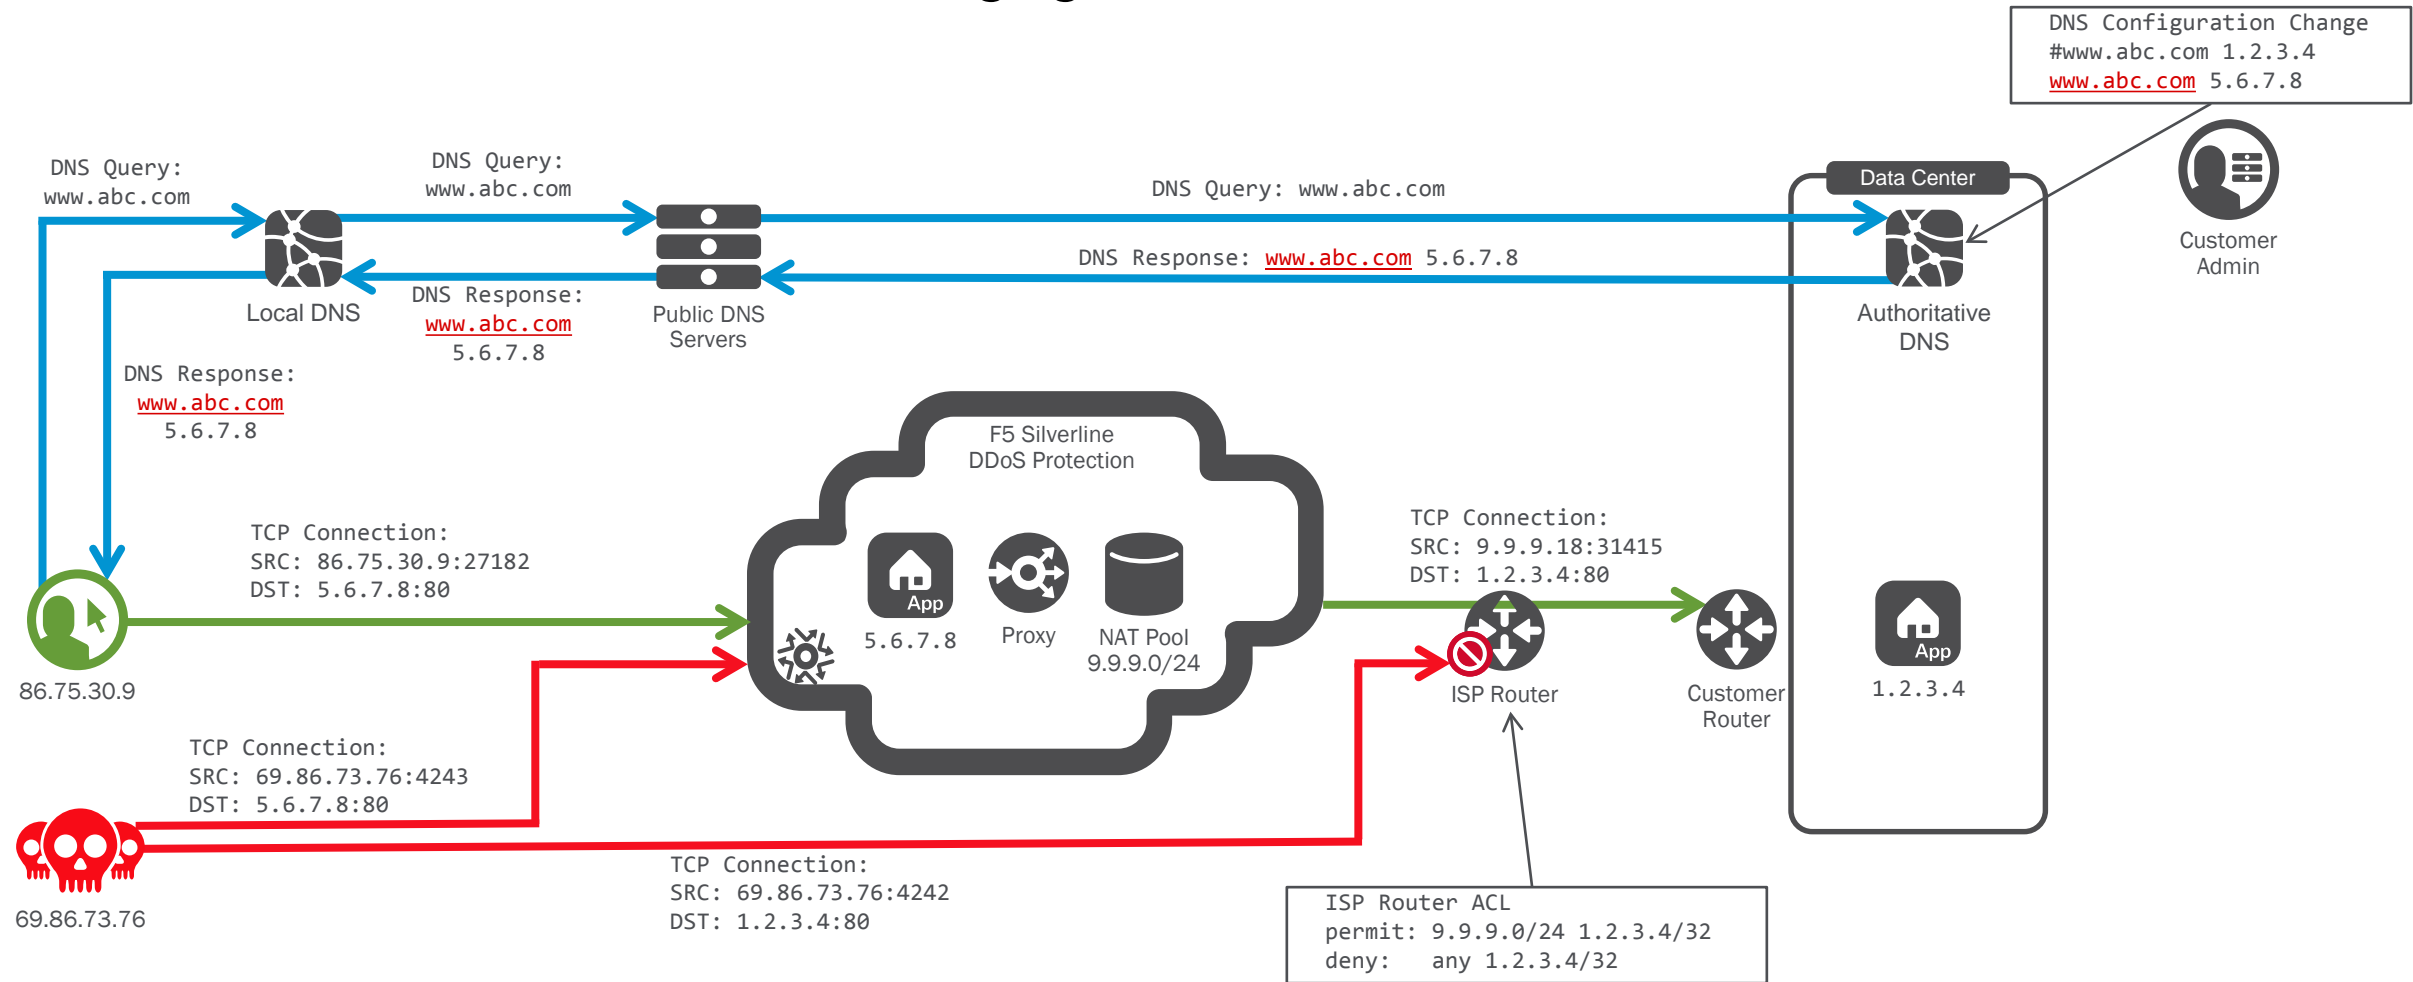 DNS Configuration Change
#www.abc.com 1.2.3.4
www.abc.com 5.6.7.8
DNS Query:
www.abc.com
DNS Query:
www.abc.com
DNS Query: www.abc.com
Data Center
Customer
Admin
DNS Response: www.abc.com 5.6.7.8
Local DNS
DNS Response:
www.abc.com
5.6.7.8
Public DNS
Servers
Authoritative
DNS
DNS Response:
www.abc.com
5.6.7.8
F5 Silverline
DDoS Protection
TCP Connection:
SRC: 86.75.30.9:27182
DST: 5.6.7.8:80
TCP Connection:
SRC: 9.9.9.18:31415
DST: 1.2.3.4:80
App
5.6.7.8
Proxy
NAT Pool
9.9.9.0/24
App
1.2.3.4
86.75.30.9
ISP Router
Customer
Router
TCP Connection:
SRC: 69.86.73.76:4243
DST: 5.6.7.8:80
69.86.73.76
TCP Connection:
SRC: 69.86.73.76:4242
DST: 1.2.3.4:80
ISP Router ACL
permit: 9.9.9.0/24 1.2.3.4/32
deny:   any 1.2.3.4/32